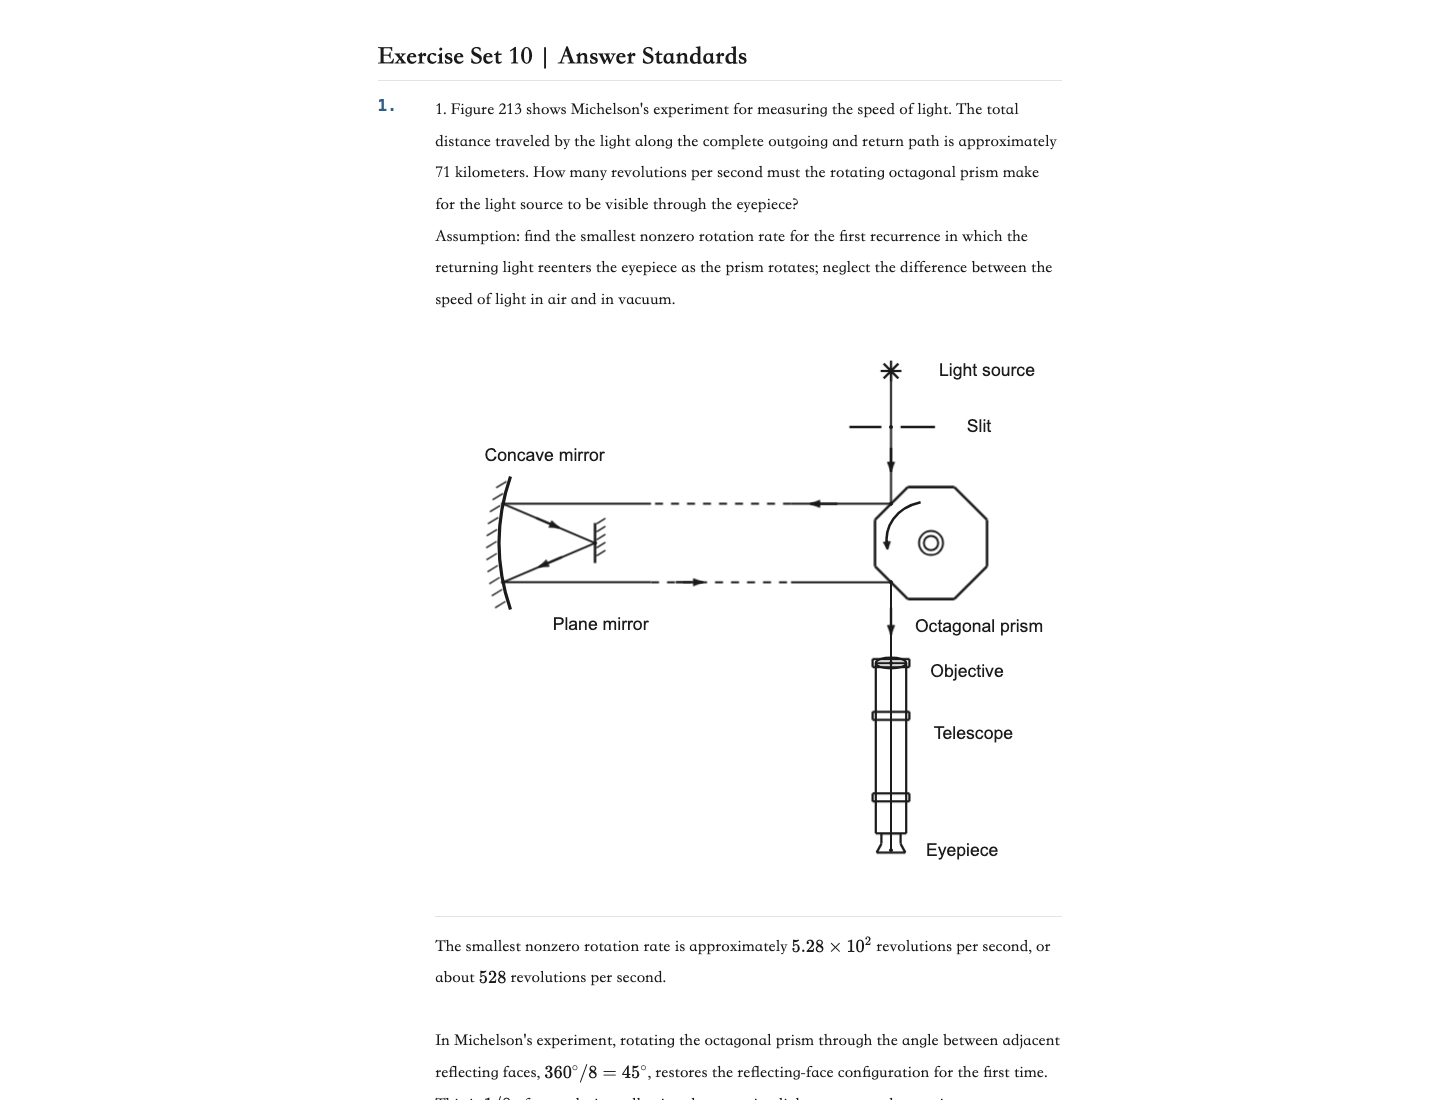 Exercise Set 10 | Answer Standards
1.
1. Figure 213 shows Michelson's experiment for measuring the speed of light. The total
distance traveled by the light along the complete outgoing and return path is approximately
71 kilometers. How many revolutions per second must the rotating octagonal prism make
for the light source to be visible through the eyepiece?
Assumption: find the smallest nonzero rotation rate for the first recurrence in which the
returning light reenters the eyepiece as the prism rotates; neglect the difference between the
speed of light in air and in vacuum.
Light source
Slit
Concave mirror
Plane mirror
Octagonal prism
Objective
Telescope
Eyepiece
The smallest nonzero rotation rate is approximately 5.28 × 10² revolutions per second, or
about 528 revolutions per second.
In Michelson's experiment, rotating the octagonal prism through the angle between adjacent
reflecting faces, 360°/8 = 45°, restores the reflecting-face configuration for the first time.